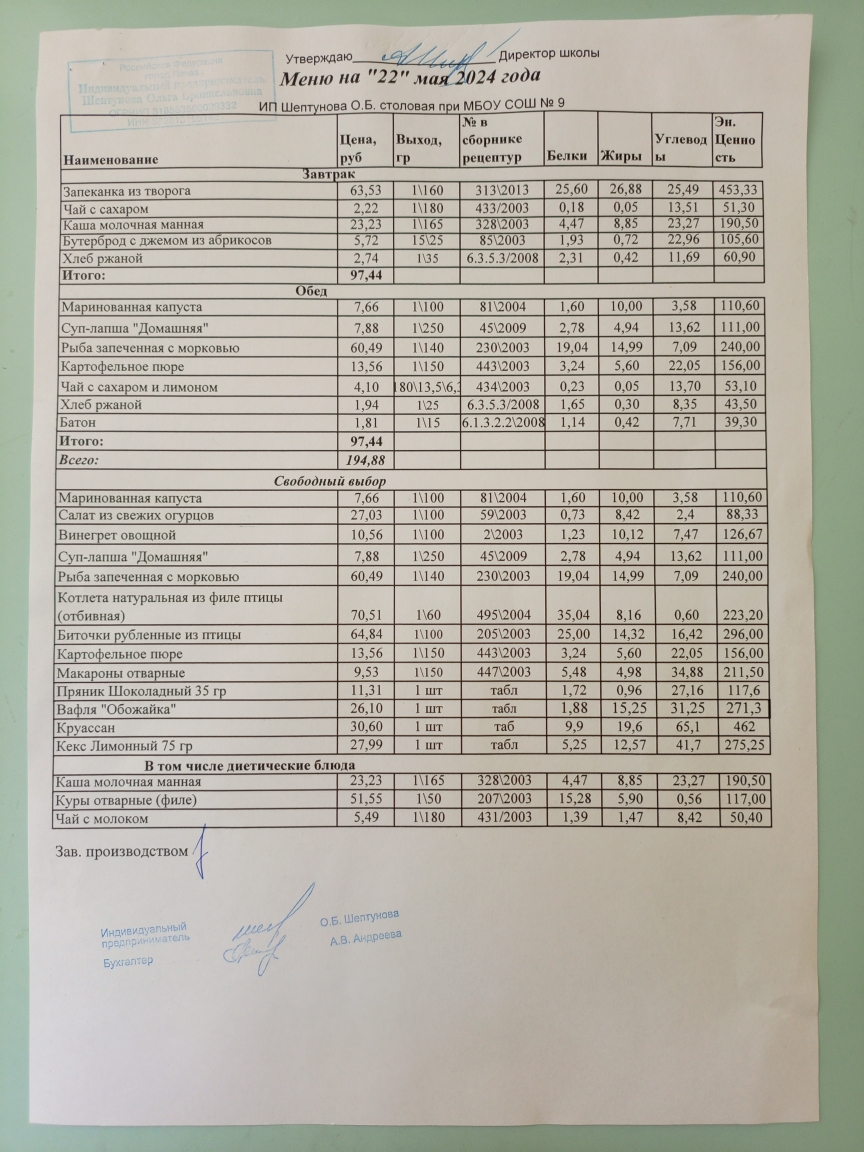 Российская Федерация
Индивидуальный предприниматель
Шептунова Ольга
Утверждаю Директор школы
Меню на "22" мая 2024 года
ИП Шептунова О.Б. столовая при МБОУ СОШ № 9
Наименование Цена, руб Выход, гр № в сборнике рецептур Белки Жиры Углеводы Эн. Ценность
Завтрак
Запеканка из творога 63,53 1\160 313\2013 25,60 26,88 25,49 453,33
Чай с сахаром 2,22 1\180 433/2003 0,18 0,05 13,51 51,30
Каша молочная манная 23,23 1\165 328\2003 4,47 8,85 23,27 190,50
Бутерброд с джемом из абрикосов 5,72 15\25 85\2003 1,93 0,72 22,96 105,60
Хлеб ржаной 2,74 1\35 6.3.5.3/2008 2,31 0,42 11,69 60,90
Итого: 97,44
Обед
Маринованная капуста 7,66 1\100 81\2004 1,60 10,00 3,58 110,60
Суп-лапша "Домашняя" 7,88 1\250 45\2009 2,78 4,94 13,62 111,00
Рыба запеченная с морковью 60,49 1\140 230\2003 19,04 14,99 7,09 240,00
Картофельное пюре 13,56 1\150 443\2003 3,24 5,60 22,05 156,00
Чай с сахаром и лимоном 4,10 180\13,5\6,3 434\2003 0,23 0,05 13,70 53,10
Хлеб ржаной 1,94 1\25 6.3.5.3/2008 1,65 0,30 8,35 43,50
Батон 1,81 1\15 6.1.3.2.2\2008 1,14 0,42 7,71 39,30
Итого: 97,44
Всего: 194,88
Свободный выбор
Маринованная капуста 7,66 1\100 81\2004 1,60 10,00 3,58 110,60
Салат из свежих огурцов 27,03 1\100 59\2003 0,73 8,42 2,4 88,33
Винегрет овощной 10,56 1\100 2\2003 1,23 10,12 7,47 126,67
Суп-лапша "Домашняя" 7,88 1\250 45\2009 2,78 4,94 13,62 111,00
Рыба запеченная с морковью 60,49 1\140 230\2003 19,04 14,99 7,09 240,00
Котлета натуральная из филе птицы
(отбивная) 70,51 1\60 495\2004 35,04 8,16 0,60 223,20
Биточки рубленные из птицы 64,84 1\100 205\2003 25,00 14,32 16,42 296,00
Картофельное пюре 13,56 1\150 443\2003 3,24 5,60 22,05 156,00
Макароны отварные 9,53 1\150 447\2003 5,48 4,98 34,88 211,50
Пряник Шоколадный 35 гр 11,31 1 шт табл 1,72 0,96 27,16 117,6
Вафля "Обожайка" 26,10 1 шт табл 1,88 15,25 31,25 271,3
Круассан 30,60 1 шт таб 9,9 19,6 65,1 462
Кекс Лимонный 75 гр 27,99 1 шт табл 5,25 12,57 41,7 275,25
В том числе диетические блюда
Каша молочная манная 23,23 1\165 328\2003 4,47 8,85 23,27 190,50
Куры отварные (филе) 51,55 1\50 207\2003 15,28 5,90 0,56 117,00
Чай с молоком 5,49 1\180 431/2003 1,39 1,47 8,42 50,40
Зав. производством
Индивидуальный
предприниматель О.Б. Шептунова
Бухгалтер А.В. Андреева